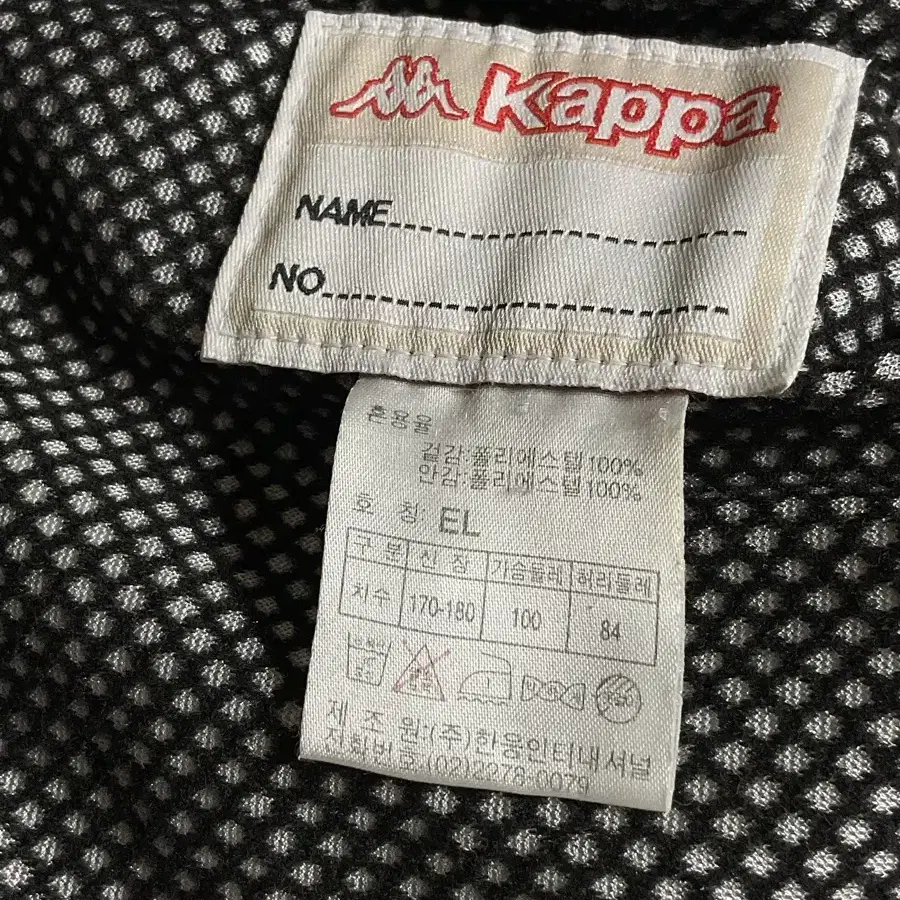 Kappa
NAME
NO
혼용율
겉감:폴리에스텔100%
안감:폴리에스텔100%
호 칭: EL
구 분 신 장 가슴둘레 허리둘레
치수 170-180 100 84
제 조 원:(주)한웅인터내셔널
전화번호:(02)2278-0079